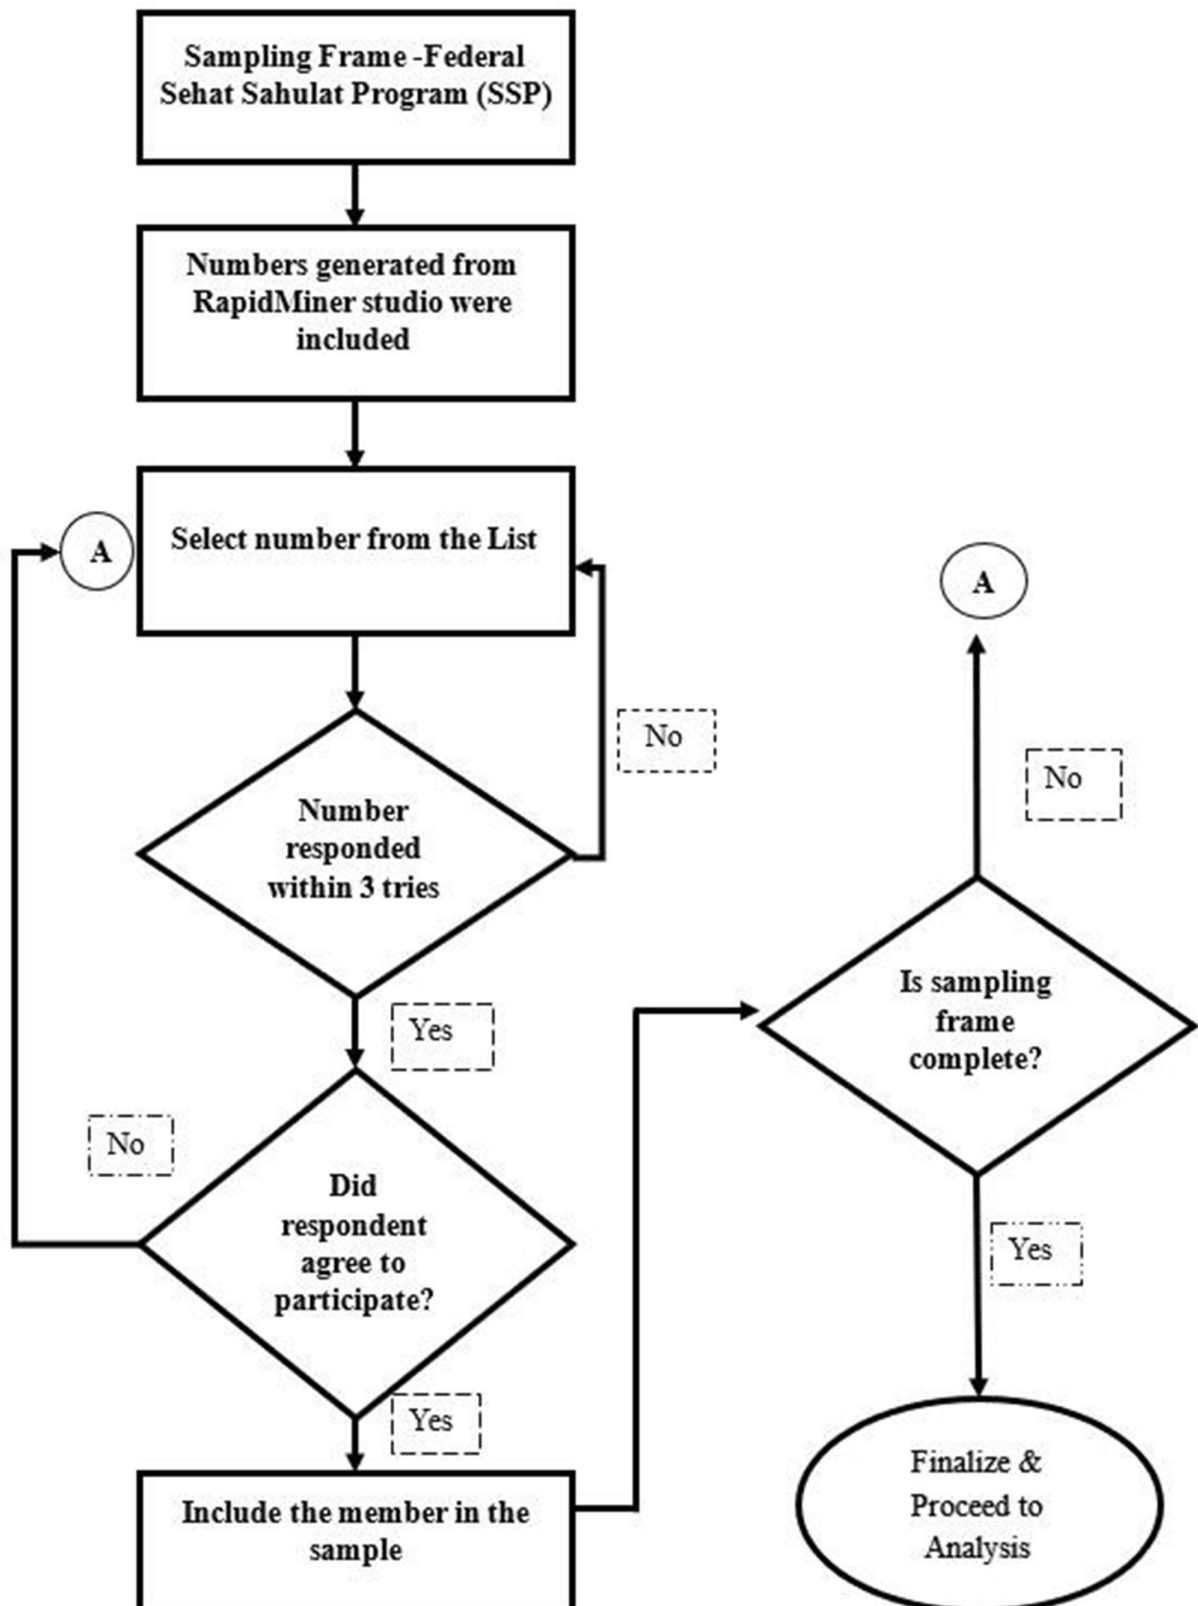 Sampling Frame -Federal
Sehat Sahulat Program (SSP)
Numbers generated from
RapidMiner studio were
included
A
Select number from the List
No
Number
responded
within 3 tries
Yes
No
Did
respondent
agree to
participate?
Yes
Include the member in the
sample
A
No
Is sampling
frame
complete?
Yes
Finalize &
Proceed to
Analysis